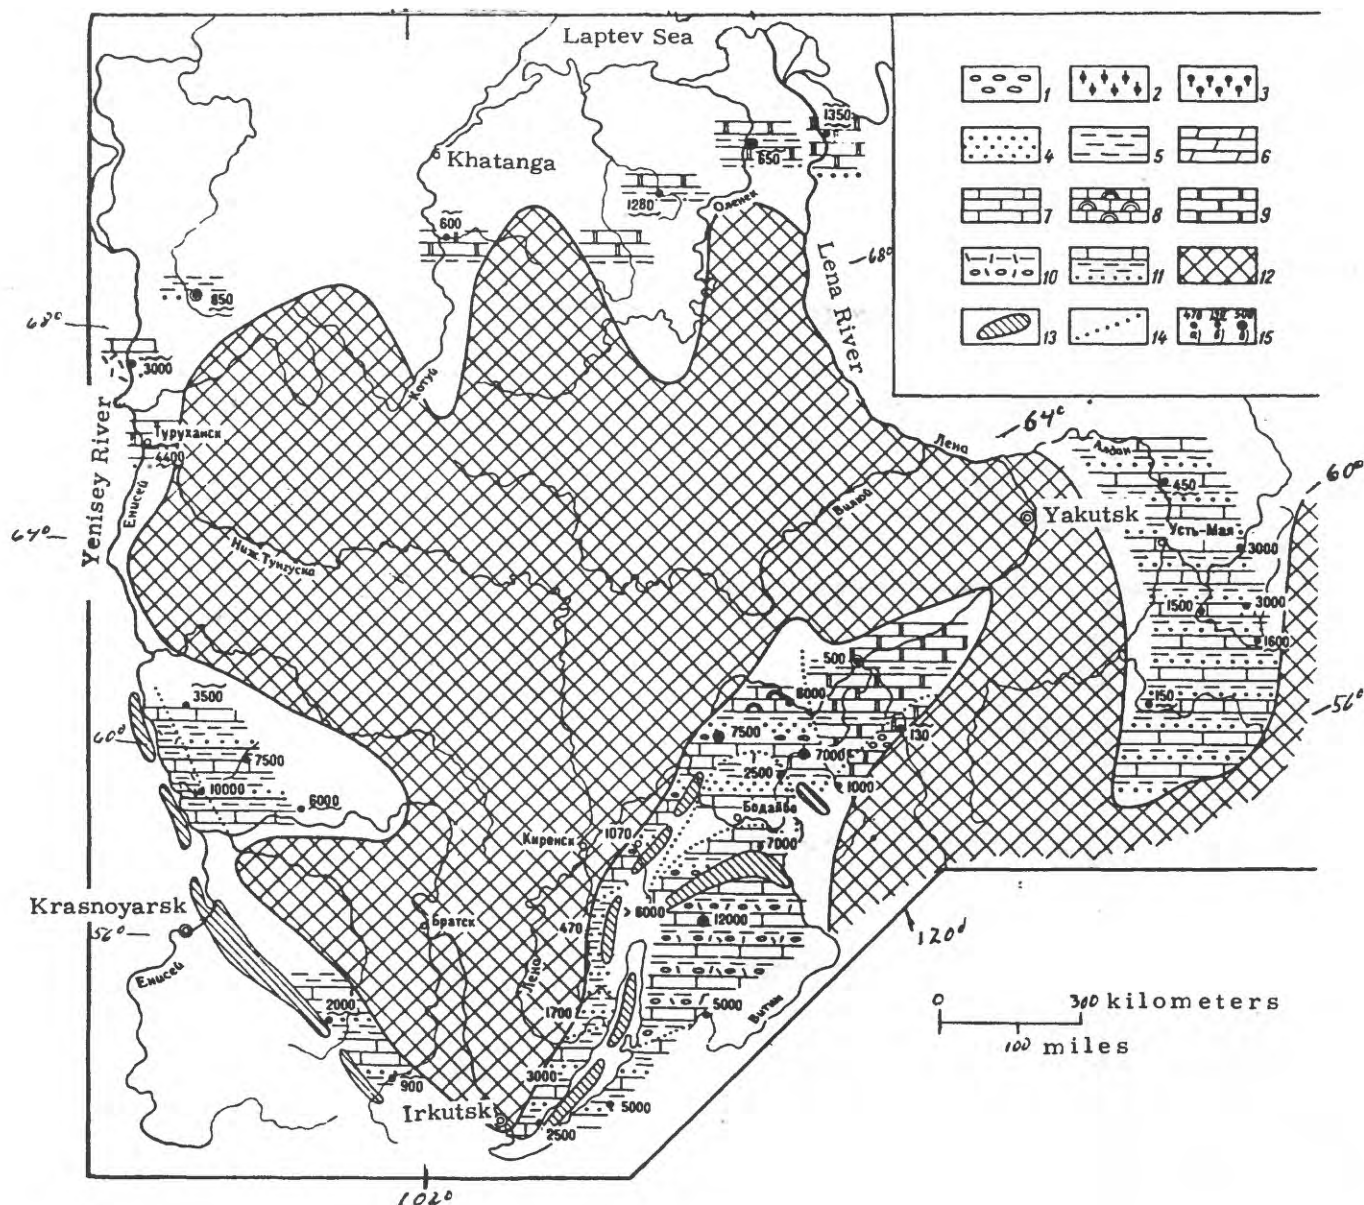 Laptev Sea
1350
1 2 3
Khatanga
650
4 5 6
1280
Оленек
600
7 8 9
68°
Lena River
850
10 11 12
68°
3000
478 132 500
13 14 15
Котуй
Yenisey River
Туруханск
4400
64°
Лена
Алдан
60°
450
Енисей
Вилюй
Yakutsk
Усть-Мая
64°
3000
Ниж Тунгуска
1500
3000
1600
500
3500
6000
150
56°
60°
7500
130
7500
7000
2500
10000
6000
1000
Бодайбо
1070
Киренск
7000
Krasnoyarsk
> 6000
12000
56°
Братск
470
120°
Енисей
Лена
2000
1700
5000
Витим
0 300 kilometers
100 miles
3000
900
Irkutsk
5000
2500
102°